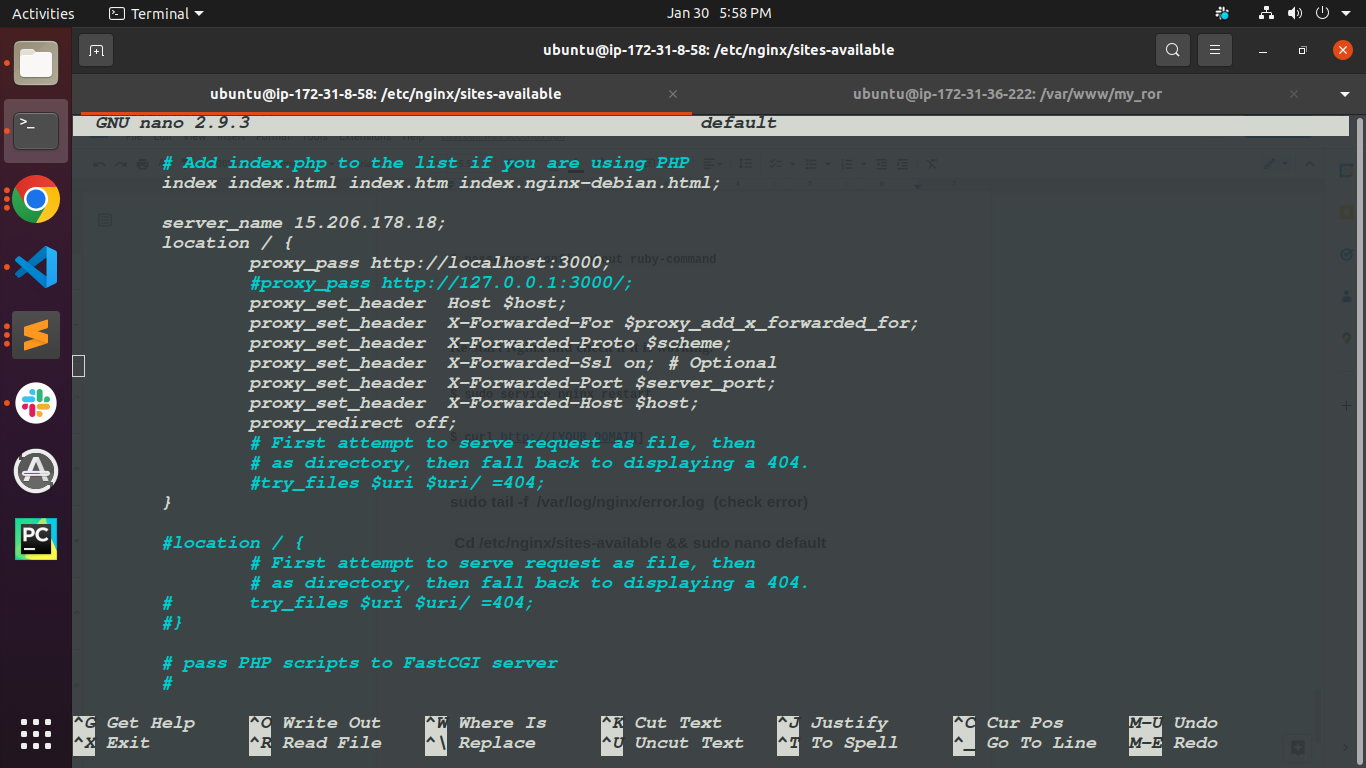 Activities
Terminal
Jan 30 5:58 PM
ubuntu@ip-172-31-8-58: /etc/nginx/sites-available
ubuntu@ip-172-31-8-58: /etc/nginx/sites-available
ubuntu@ip-172-31-36-222: /var/www/my_ror
GNU nano 2.9.3 default
# Add index.php to the list if you are using PHP
index index.html index.htm index.nginx-debian.html;
server_name 15.206.178.18;
location / {
proxy_pass http://localhost:3000;
ruby-command
#proxy_pass http://127.0.0.1:3000/;
proxy_set_header Host $host;
proxy_set_header X-Forwarded-For $proxy_add_x_forwarded_for;
proxy_set_header X-Forwarded-Proto $scheme;
proxy_set_header X-Forwarded-Ssl on; # Optional
proxy_set_header X-Forwarded-Port $server_port;
proxy_set_header X-Forwarded-Host $host;
proxy_redirect off;
# First attempt to serve request as file, then
# as directory, then fall back to displaying a 404.
#try_files $uri $uri/ =404;
}
sudo tail -f /var/log/nginx/error.log (check error)
#location / {
Cd /etc/nginx/sites-available && sudo nano default
# First attempt to serve request as file, then
# as directory, then fall back to displaying a 404.
# try_files $uri $uri/ =404;
#}
# pass PHP scripts to FastCGI server
#
^G Get Help ^O Write Out ^W Where Is ^K Cut Text ^J Justify ^C Cur Pos M-U Undo
^X Exit ^R Read File ^\ Replace ^U Uncut Text ^T To Spell ^_ Go To Line M-E Redo
PC